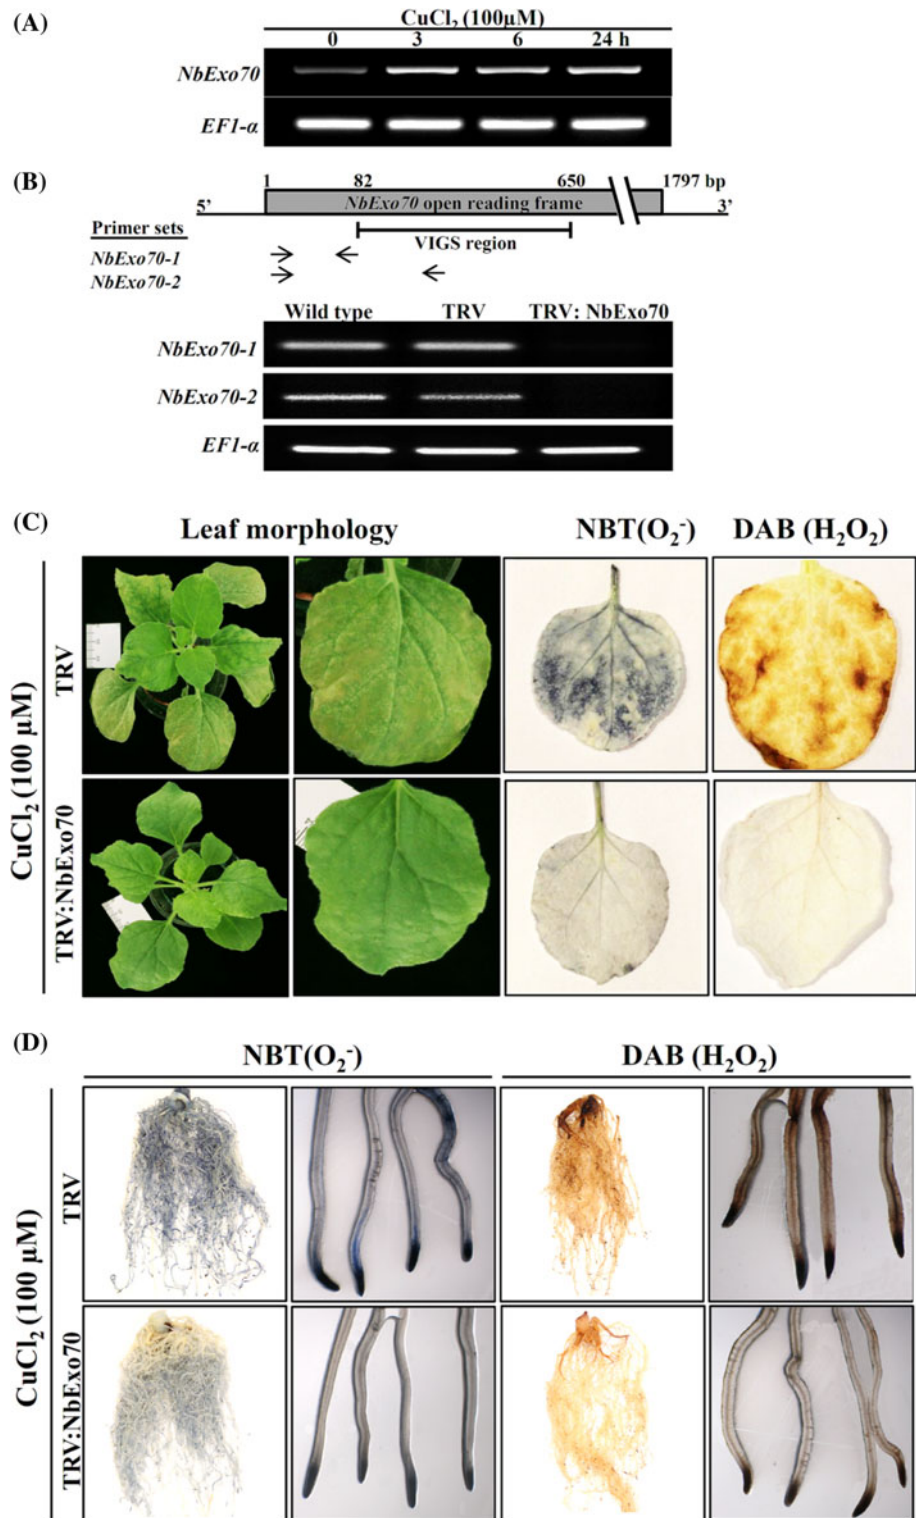 (A)
CuCl₂ (100μM)
0 3 6 24 h
NbExo70
EF1-α
(B)
1 82 650 1797 bp
5’ NbExo70 open reading frame 3’
Primer sets
VIGS region
NbExo70-1
NbExo70-2
Wild type TRV TRV: NbExo70
NbExo70-1
NbExo70-2
EF1-α
(C)
Leaf morphology NBT(O₂⁻) DAB (H₂O₂)
CuCl₂ (100 μM)
TRV
TRV:NbExo70
(D)
NBT(O₂⁻) DAB (H₂O₂)
CuCl₂ (100 μM)
TRV
TRV:NbExo70